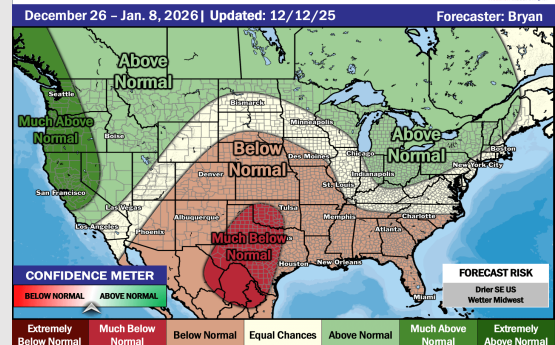 December 26 – Jan. 8, 2026 | Updated: 12/12/25
Forecaster: Bryan
Above
Normal
Seattle
Much Above
Normal
Boise
Bismarck
Minneapolis
Above
Normal
Boston
New York City
Below
Normal
Des Moines
Chicago
Indianapolis
Denver
St. Louis
San Francisco
Las Vegas
Los Angeles
Phoenix
Albuquerque
Tulsa
Memphis
Charlotte
Atlanta
Much Below
Normal
Houston
New Orleans
Miami
CONFIDENCE METER
BELOW NORMAL
ABOVE NORMAL
FORECAST RISK
Drier SE US
Wetter Midwest
Extremely
Below Normal
Much Below
Normal
Below Normal
Equal Chances
Above Normal
Much Above
Normal
Extremely
Above Normal